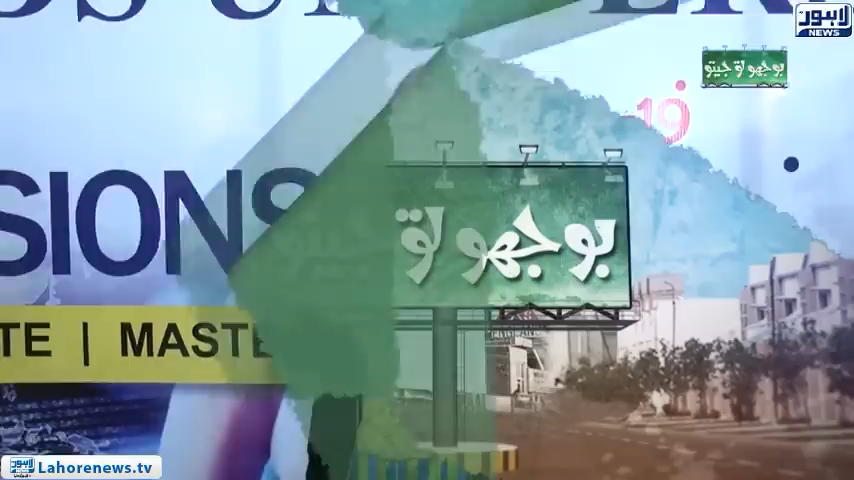 لاہور
NEWS
بوجھو تو جیتو
19
SIONS
بوجھو تو
TE | MASTE
Lahorenews.tv